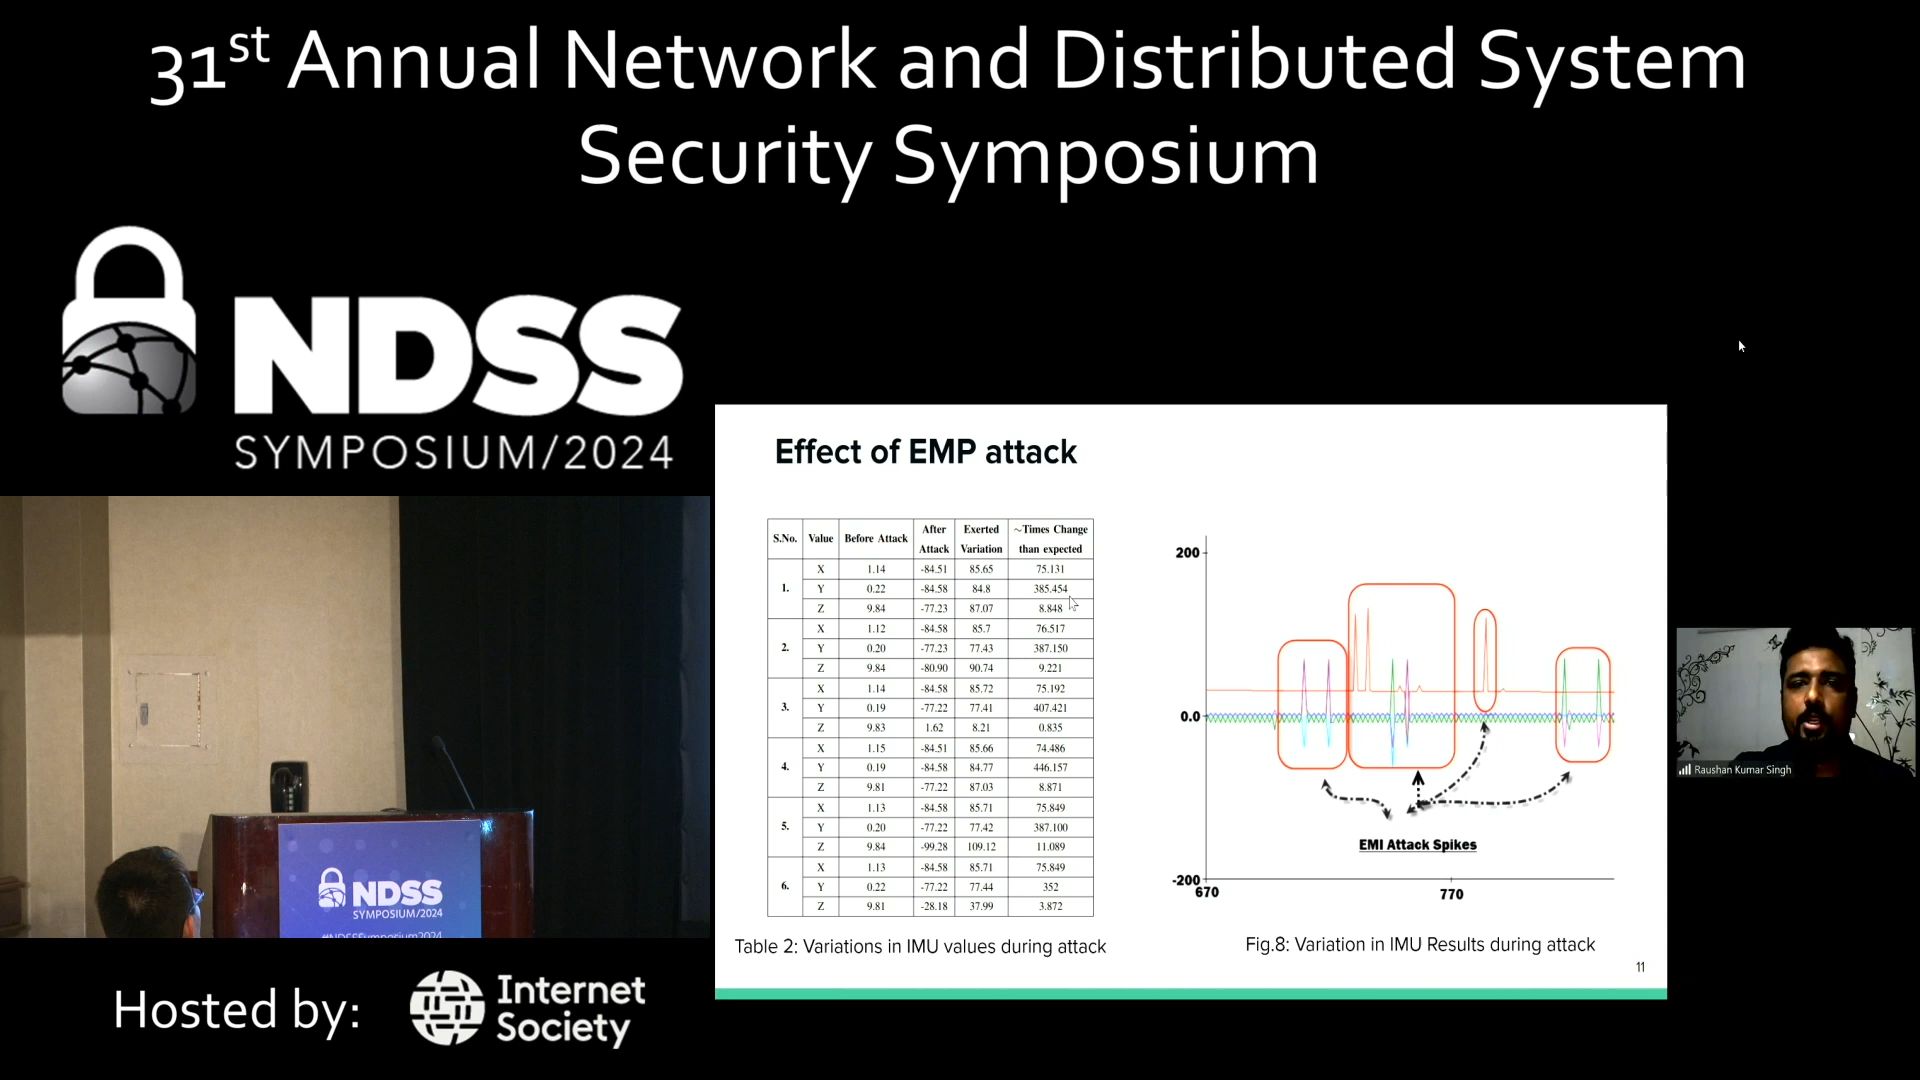 31st Annual Network and Distributed System
Security Symposium
NDSS
SYMPOSIUM/2024
Effect of EMP attack
S.No. Value Before Attack After Attack Exerted Variation ~Times Change than expected
1. X 1.14 -84.51 85.65 75.131
Y 0.22 -84.58 84.8 385.454
Z 9.84 -77.23 87.07 8.848
2. X 1.12 -84.58 85.7 76.517
Y 0.20 -77.23 77.43 387.150
Z 9.84 -80.90 90.74 9.221
3. X 1.14 -84.58 85.72 75.192
Y 0.19 -77.22 77.41 407.421
Z 9.83 1.62 8.21 0.835
4. X 1.15 -84.51 85.66 74.486
Y 0.19 -84.58 84.77 446.157
Z 9.81 -77.22 87.03 8.871
5. X 1.13 -84.58 85.71 75.849
Y 0.20 -77.22 77.42 387.100
Z 9.84 -99.28 109.12 11.089
6. X 1.13 -84.58 85.71 75.849
Y 0.22 -77.22 77.44 352
Z 9.81 -28.18 37.99 3.872
Table 2: Variations in IMU values during attack
200
0.0
-200
670 770
EMI Attack Spikes
Fig.8: Variation in IMU Results during attack
11
Raushan Kumar Singh
NDSS
SYMPOSIUM/2024
#NDSSSymposium2024
Hosted by:
Internet
Society